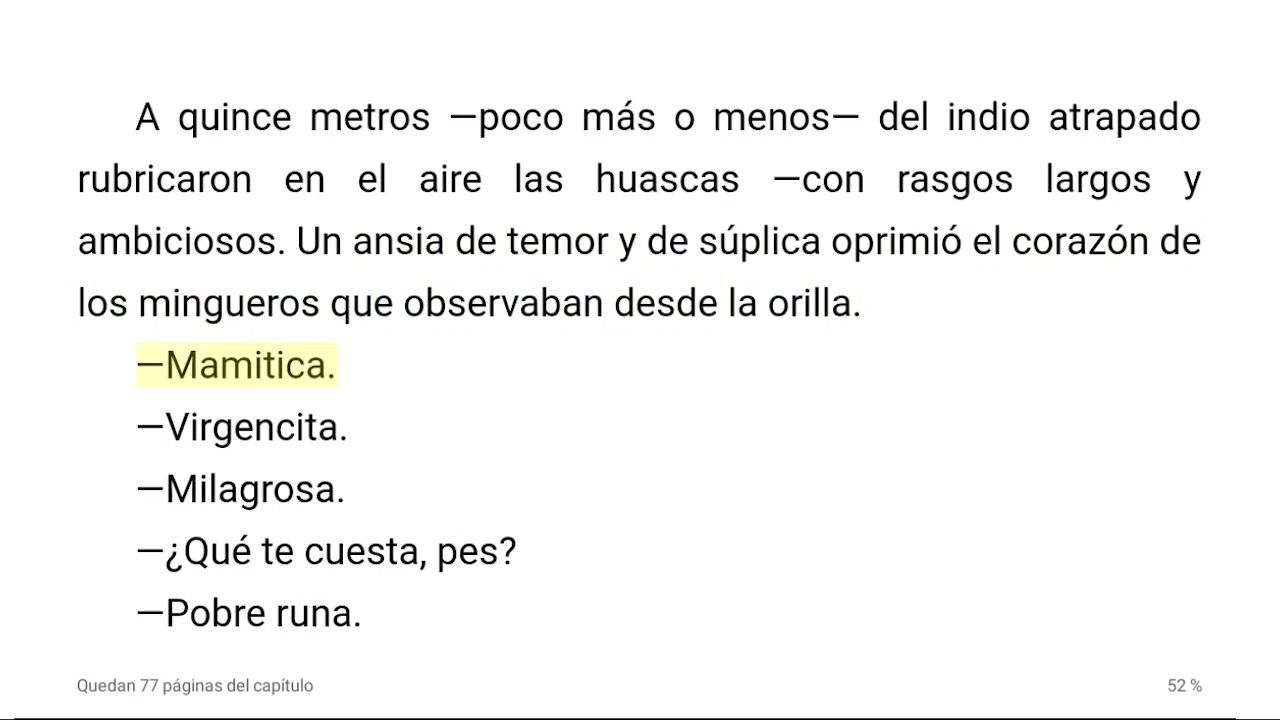 A quince metros —poco más o menos— del indio atrapado
rubricaron en el aire las huascas —con rasgos largos y
ambiciosos. Un ansia de temor y de súplica oprimió el corazón de
los mingueros que observaban desde la orilla.
—Mamitica.
—Virgencita.
—Milagrosa.
—¿Qué te cuesta, pes?
—Pobre runa.
Quedan 77 páginas del capítulo
52 %